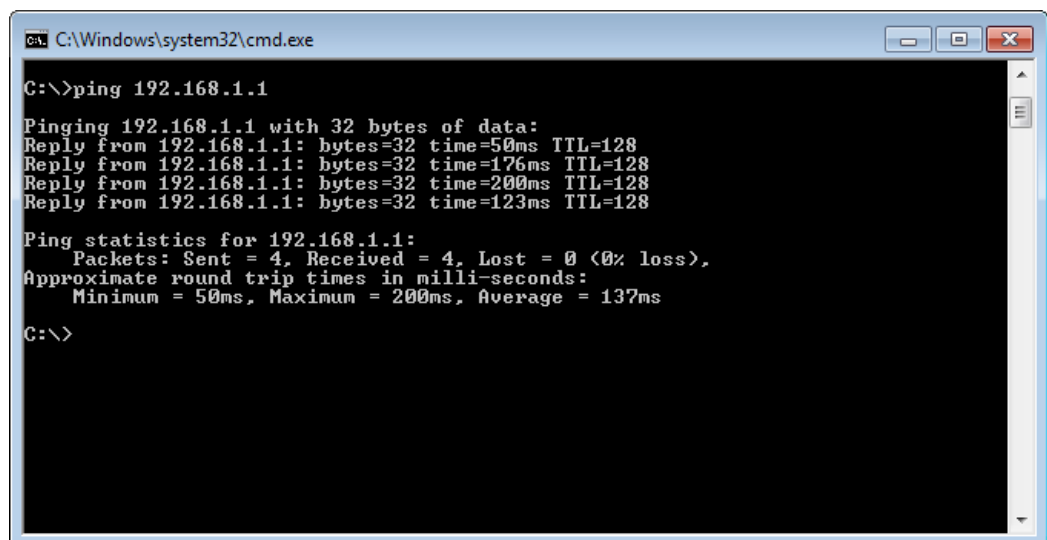 C:\Windows\system32\cmd.exe
C:\>ping 192.168.1.1
Pinging 192.168.1.1 with 32 bytes of data:
Reply from 192.168.1.1: bytes=32 time=50ms TTL=128
Reply from 192.168.1.1: bytes=32 time=176ms TTL=128
Reply from 192.168.1.1: bytes=32 time=200ms TTL=128
Reply from 192.168.1.1: bytes=32 time=123ms TTL=128
Ping statistics for 192.168.1.1:
Packets: Sent = 4, Received = 4, Lost = 0 (0% loss),
Approximate round trip times in milli-seconds:
Minimum = 50ms, Maximum = 200ms, Average = 137ms
C:\>